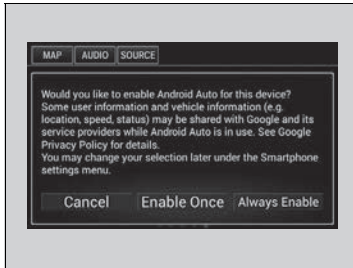 MAP AUDIO SOURCE
Would you like to enable Android Auto for this device?
Some user information and vehicle information (e.g.
location, speed, status) may be shared with Google and its
service providers while Android Auto is in use. See Google
Privacy Policy for details.
You may change your selection later under the Smartphone
settings menu.
Cancel Enable Once Always Enable